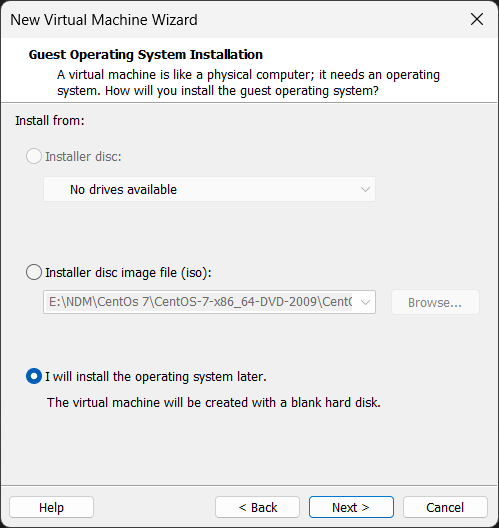 New Virtual Machine Wizard
Guest Operating System Installation
A virtual machine is like a physical computer; it needs an operating
system. How will you install the guest operating system?
Install from:
Installer disc:
No drives available
Installer disc image file (iso):
E:\NDM\CentOs 7\CentOS-7-x86_64-DVD-2009\Cent
Browse...
I will install the operating system later.
The virtual machine will be created with a blank hard disk.
Help
< Back
Next >
Cancel